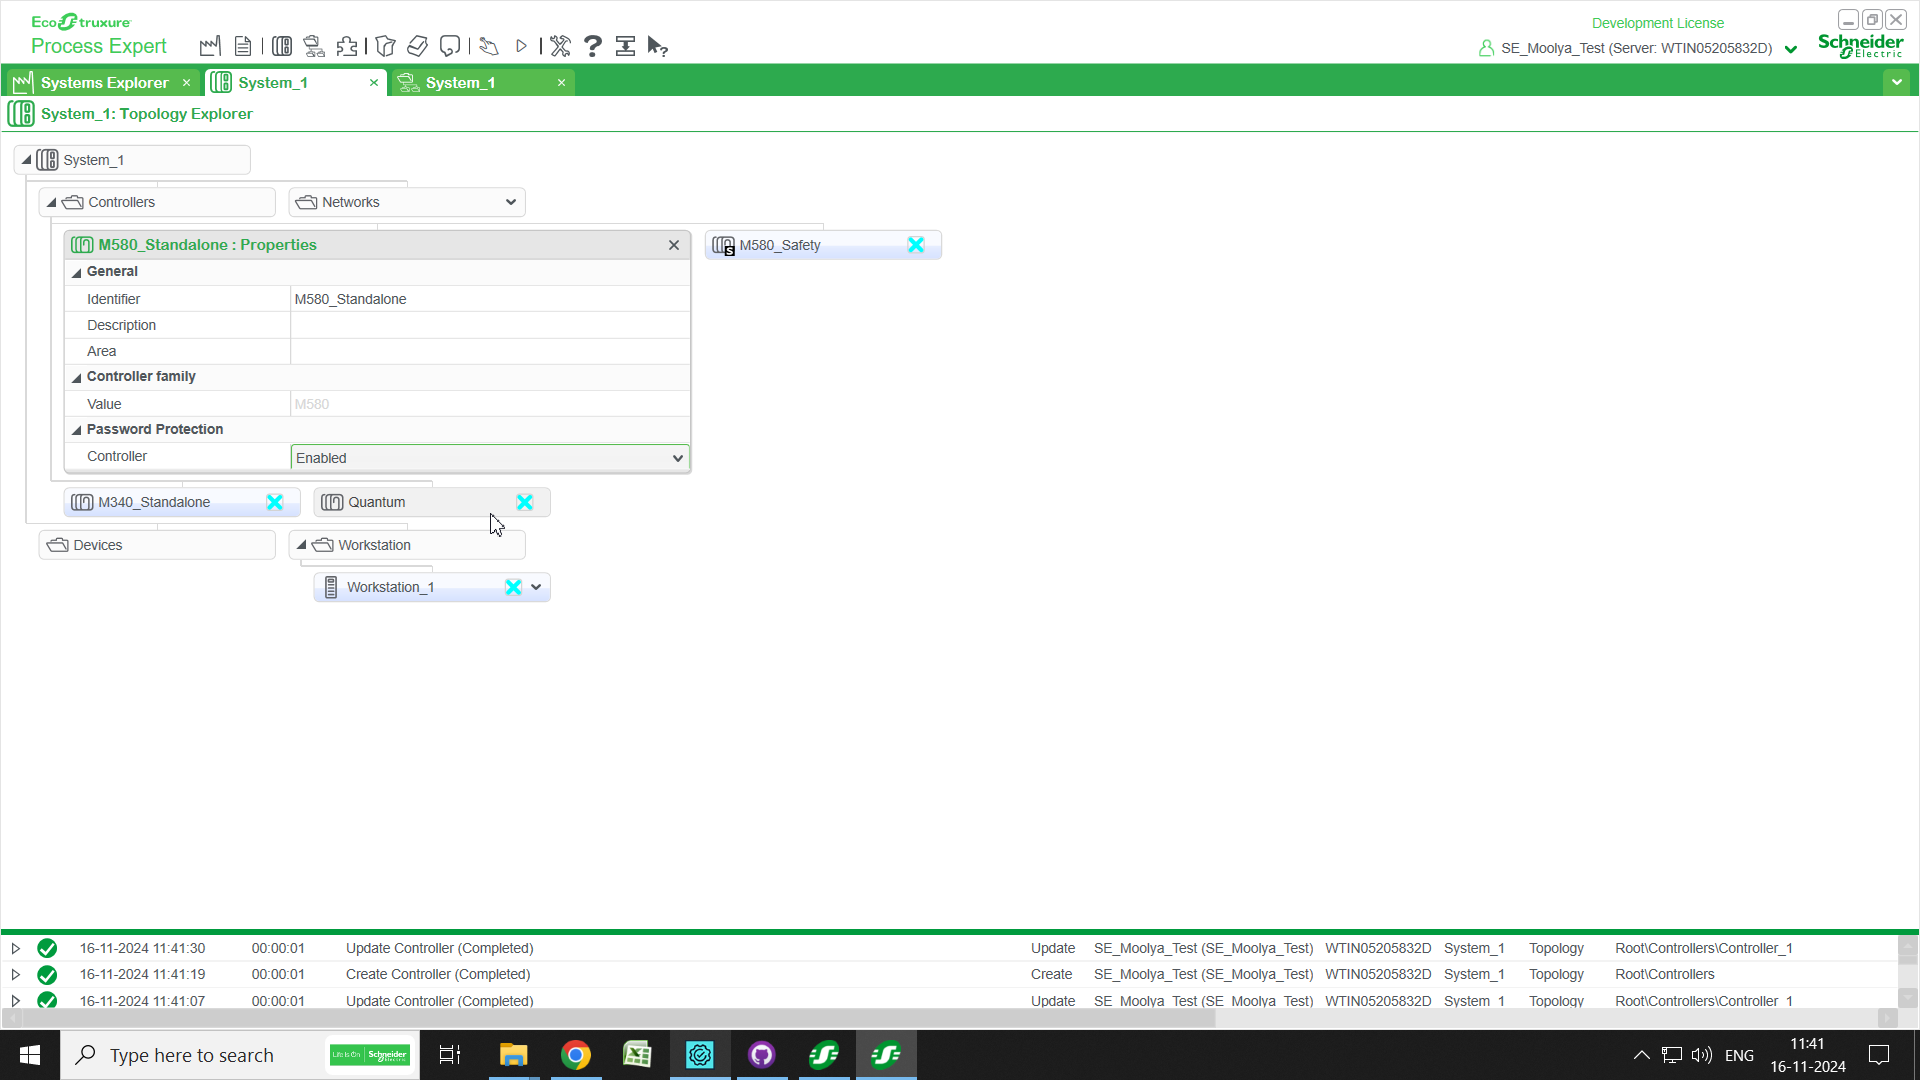 EcoStruxure
Process Expert
Development License
SE_Moolya_Test (Server: WTIN05205832D)
Schneider
Electric
Systems Explorer
System_1
System_1
System_1: Topology Explorer
System_1
Controllers
Networks
M580_Standalone : Properties
M580_Safety
General
Identifier M580_Standalone
Description
Area
Controller family
Value M580
Password Protection
Controller Enabled
M340_Standalone
Quantum
Devices
Workstation
Workstation_1
16-11-2024 11:41:30 00:00:01 Update Controller (Completed) Update SE_Moolya_Test (SE_Moolya_Test) WTIN05205832D System_1 Topology Root\Controllers\Controller_1
16-11-2024 11:41:19 00:00:01 Create Controller (Completed) Create SE_Moolya_Test (SE_Moolya_Test) WTIN05205832D System_1 Topology Root\Controllers
16-11-2024 11:41:07 00:00:01 Update Controller (Completed) Update SE_Moolya_Test (SE_Moolya_Test) WTIN05205832D System_1 Topology Root\Controllers\Controller_1
Type here to search
Life Is On Schneider
ENG
11:41
16-11-2024